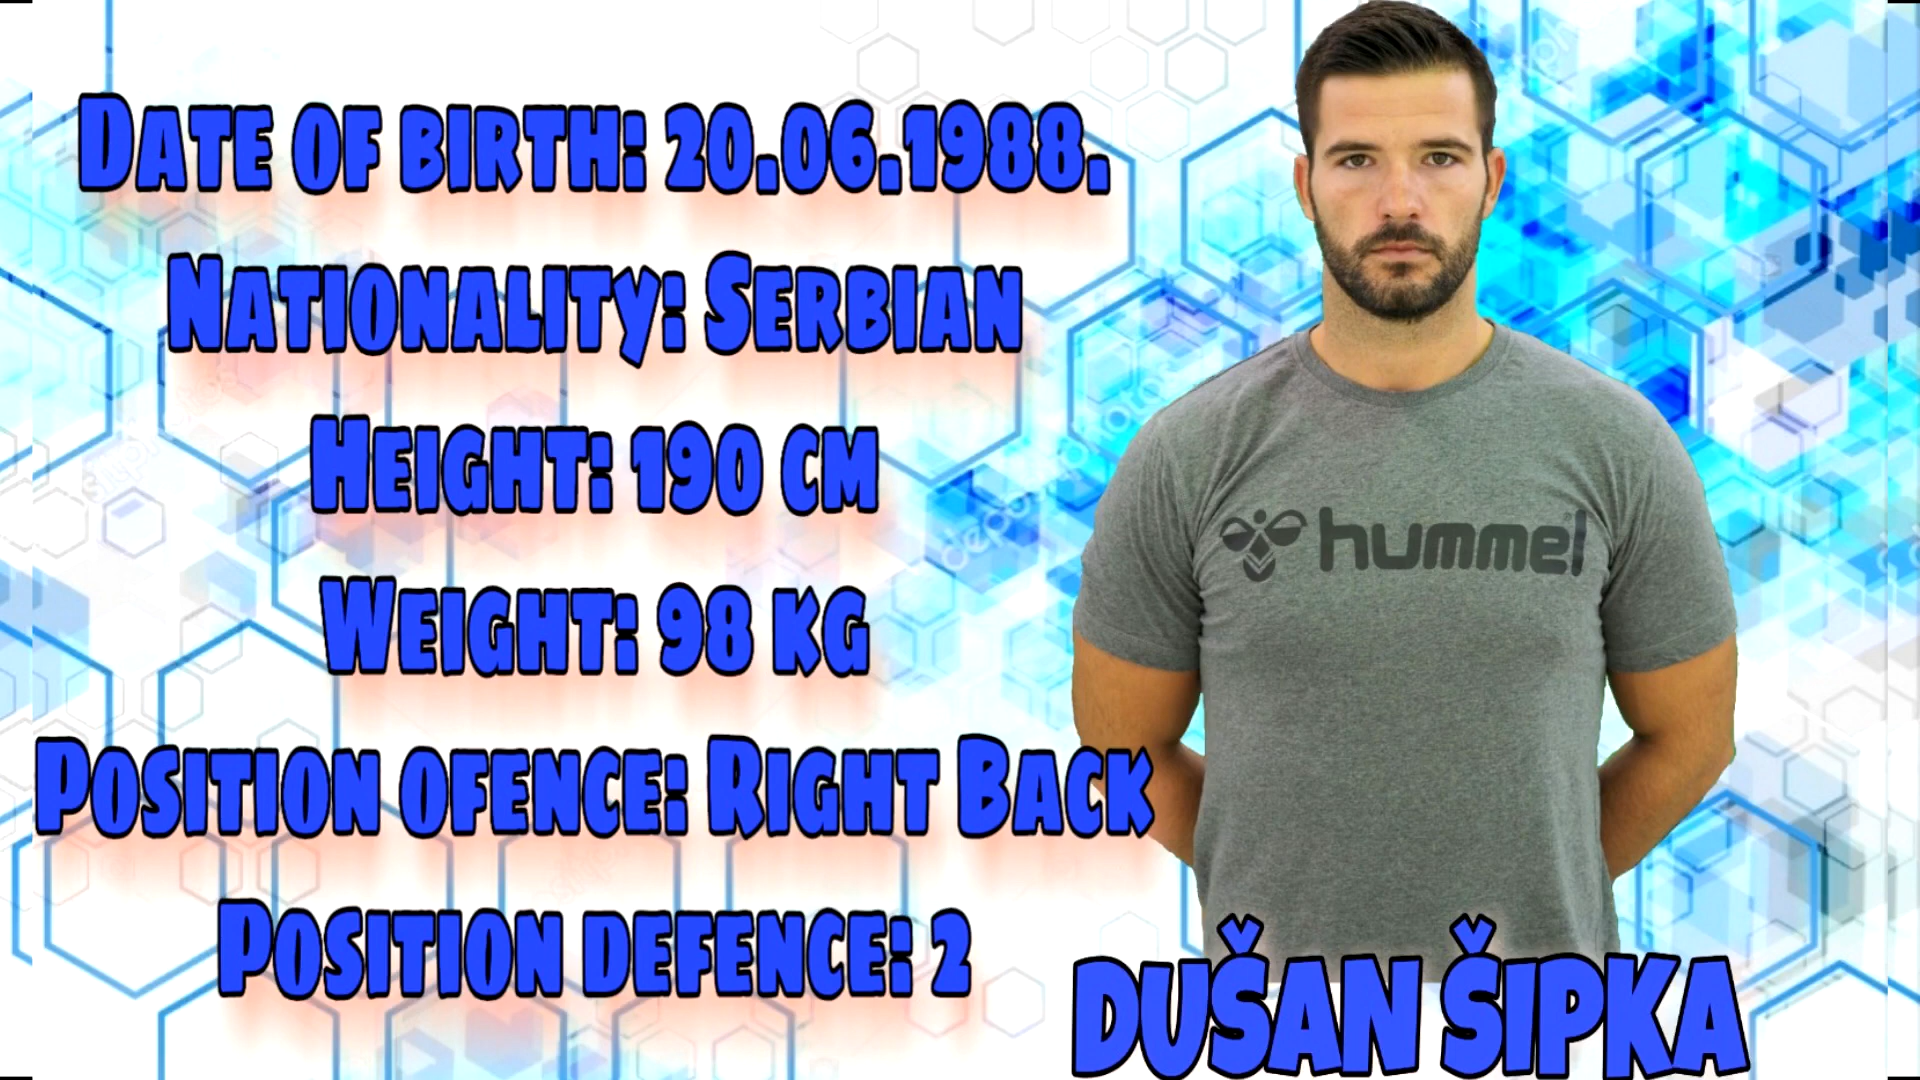 DATE OF BIRTH: 20.06.1988.
NATIONALITY: SERBIAN
HEIGHT: 190 CM
WEIGHT: 98 KG
POSITION OFENCE: RIGHT BACK
POSITION DEFENCE: 2
hummel
DUŠAN ŠIPKA